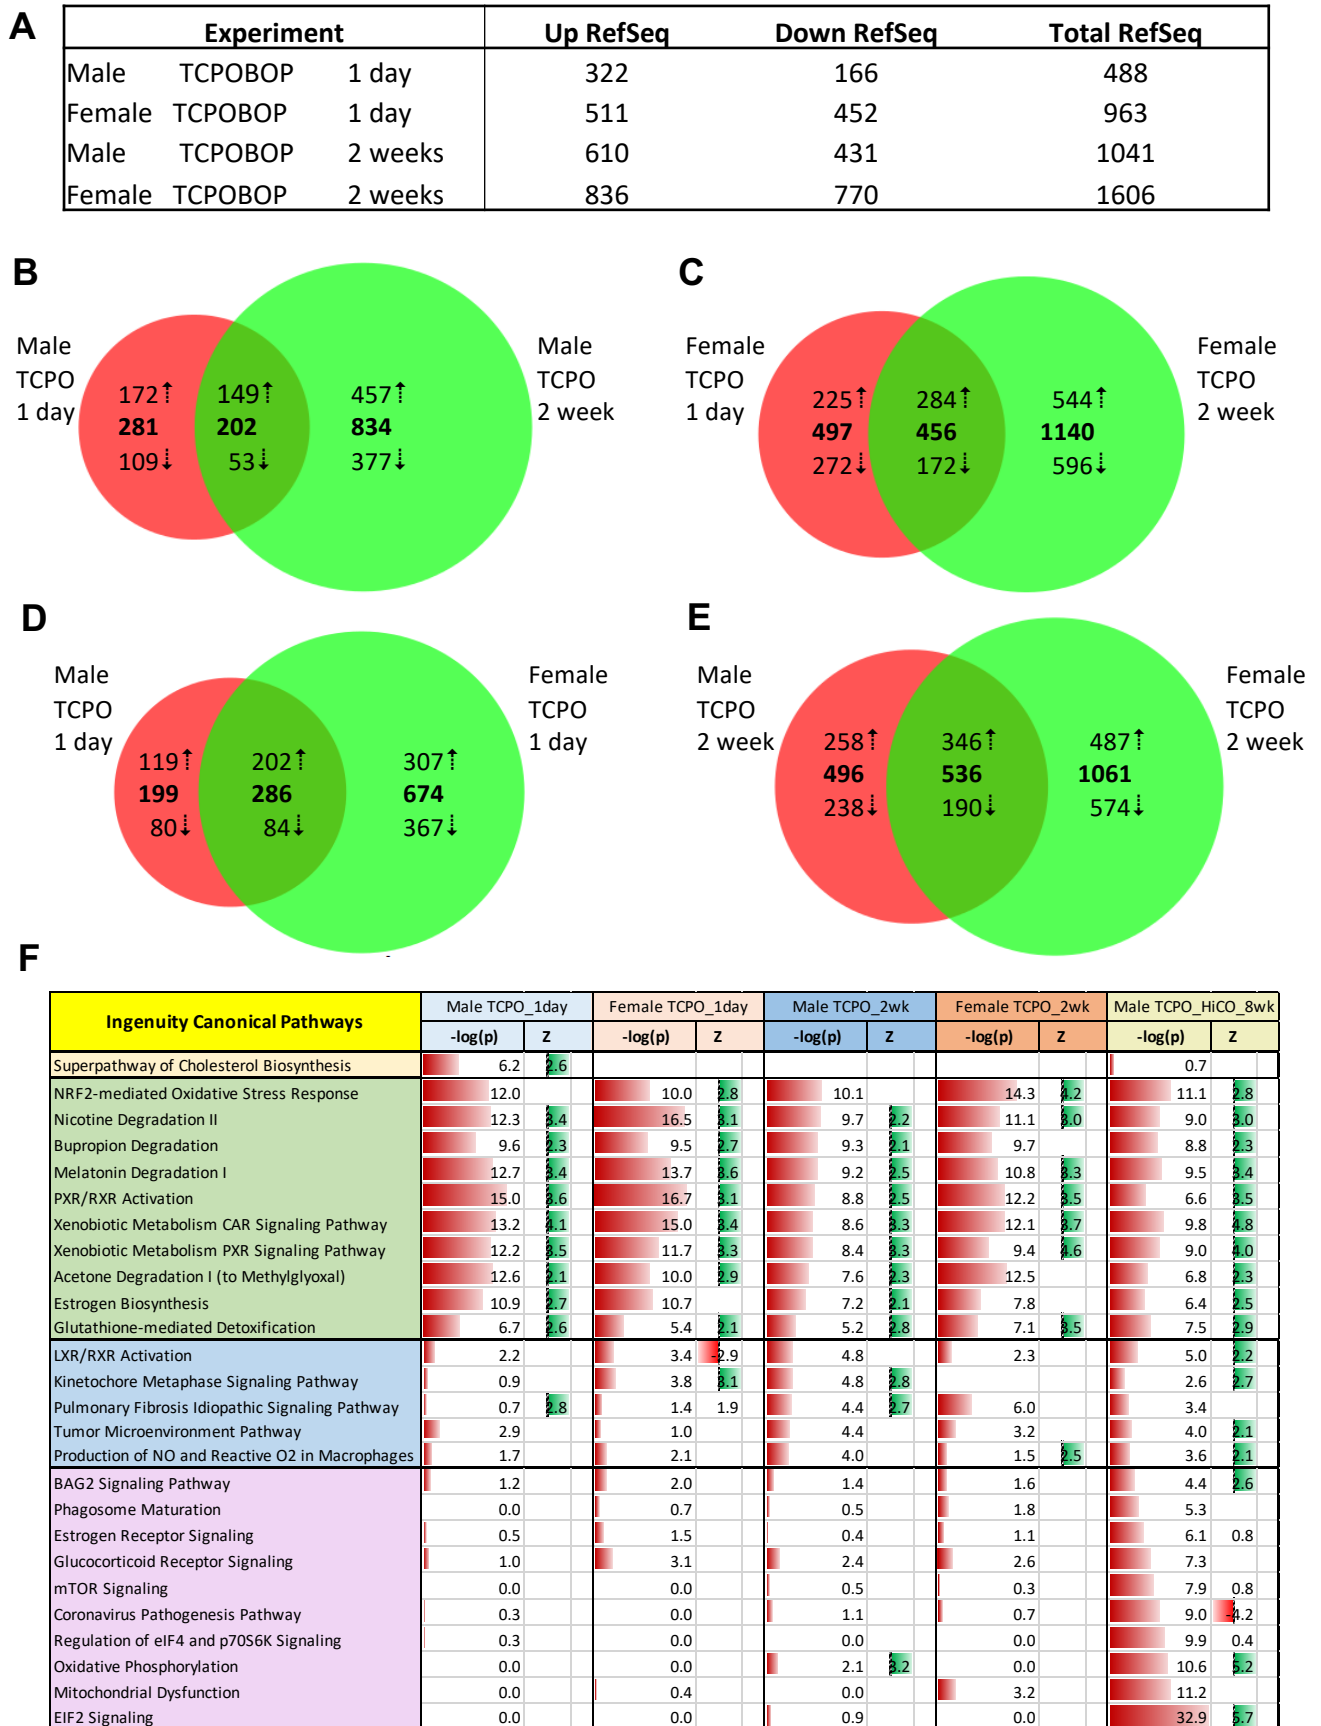 A
Experiment Up RefSeq Down RefSeq Total RefSeq
Male TCPOBOP 1 day 322 166 488
Female TCPOBOP 1 day 511 452 963
Male TCPOBOP 2 weeks 610 431 1041
Female TCPOBOP 2 weeks 836 770 1606
B
Male
TCPO
1 day
172↑ 149↑ 457↑
281 202 834
109↓ 53↓ 377↓
Male
TCPO
2 week
C
Female
TCPO
1 day
225↑ 284↑ 544↑
497 456 1140
272↓ 172↓ 596↓
Female
TCPO
2 week
D
Male
TCPO
1 day
119↑ 202↑ 307↑
199 286 674
80↓ 84↓ 367↓
Female
TCPO
1 day
E
Male
TCPO
2 week
258↑ 346↑ 487↑
496 536 1061
238↓ 190↓ 574↓
Female
TCPO
2 week
F
Ingenuity Canonical Pathways Male TCPO_1day Female TCPO_1day Male TCPO_2wk Female TCPO_2wk Male TCPO_HiCO_8wk
-log(p) Z -log(p) Z -log(p) Z -log(p) Z -log(p) Z
Superpathway of Cholesterol Biosynthesis 6.2 2.6 0.7
NRF2-mediated Oxidative Stress Response 12.0 10.0 2.8 10.1 14.3 4.2 11.1 2.8
Nicotine Degradation II 12.3 3.4 16.5 3.1 9.7 2.2 11.1 3.0 9.0 3.0
Bupropion Degradation 9.6 2.3 9.5 2.7 9.3 2.1 9.7 8.8 2.3
Melatonin Degradation I 12.7 3.4 13.7 3.6 9.2 2.5 10.8 3.3 9.5 3.4
PXR/RXR Activation 15.0 3.6 16.7 3.1 8.8 2.5 12.2 3.5 6.6 3.5
Xenobiotic Metabolism CAR Signaling Pathway 13.2 4.1 15.0 3.4 8.6 3.3 12.1 3.7 9.8 4.8
Xenobiotic Metabolism PXR Signaling Pathway 12.2 3.5 11.7 3.3 8.4 3.3 9.4 4.6 9.0 4.0
Acetone Degradation I (to Methylglyoxal) 12.6 2.1 10.0 2.9 7.6 2.3 12.5 6.8 2.3
Estrogen Biosynthesis 10.9 2.7 10.7 7.2 2.1 7.8 6.4 2.5
Glutathione-mediated Detoxification 6.7 2.6 5.4 2.1 5.2 2.8 7.1 3.5 7.5 2.9
LXR/RXR Activation 2.2 3.4 -2.9 4.8 2.3 5.0 2.2
Kinetochore Metaphase Signaling Pathway 0.9 3.8 3.1 4.8 2.8 2.6 2.7
Pulmonary Fibrosis Idiopathic Signaling Pathway 0.7 2.8 1.4 1.9 4.4 2.7 6.0 3.4
Tumor Microenvironment Pathway 2.9 1.0 4.4 3.2 4.0 2.1
Production of NO and Reactive O2 in Macrophages 1.7 2.1 4.0 1.5 2.5 3.6 2.1
BAG2 Signaling Pathway 1.2 2.0 1.4 1.6 4.4 2.6
Phagosome Maturation 0.0 0.7 0.5 1.8 5.3
Estrogen Receptor Signaling 0.5 1.5 0.4 1.1 6.1 0.8
Glucocorticoid Receptor Signaling 1.0 3.1 2.4 2.6 7.3
mTOR Signaling 0.0 0.0 0.5 0.3 7.9 0.8
Coronavirus Pathogenesis Pathway 0.3 0.0 1.1 0.7 9.0 -4.2
Regulation of eIF4 and p70S6K Signaling 0.3 0.0 0.0 0.0 9.9 0.4
Oxidative Phosphorylation 0.0 0.0 2.1 3.2 0.0 10.6 5.2
Mitochondrial Dysfunction 0.0 0.4 0.0 3.2 11.2
EIF2 Signaling 0.0 0.0 0.9 0.0 32.9 5.7